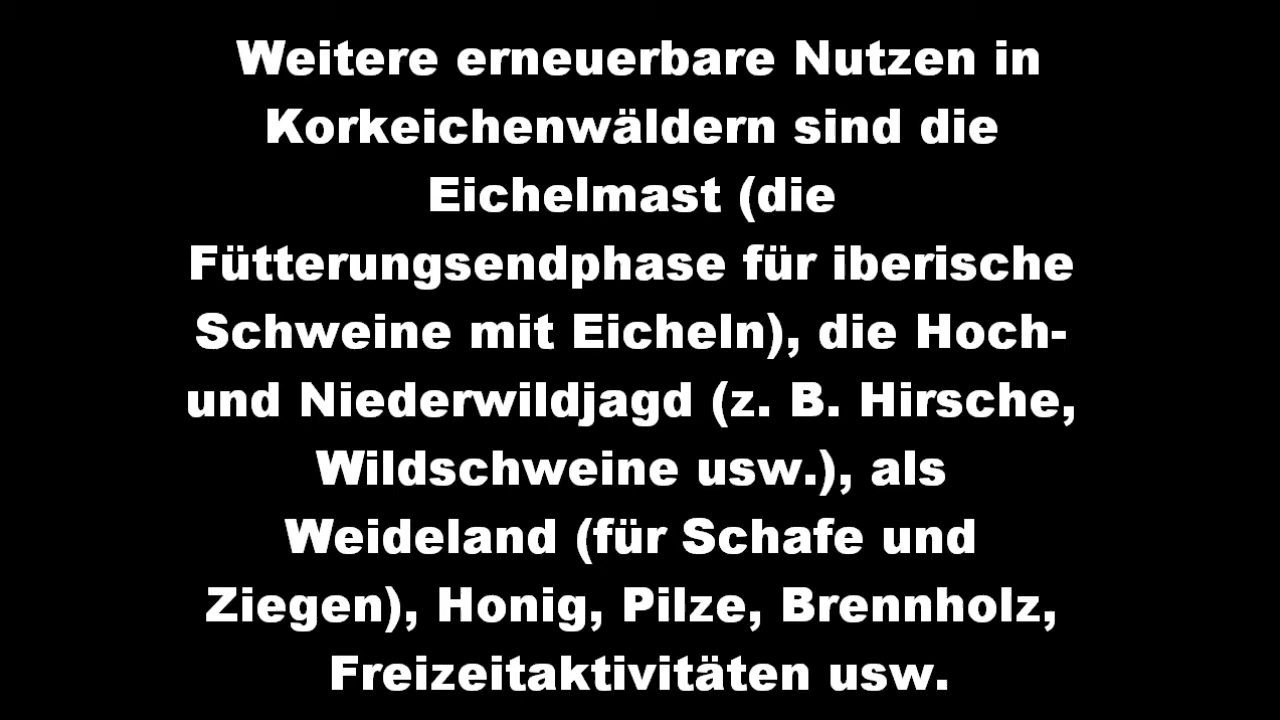 Weitere erneuerbare Nutzen in
Korkeichenwäldern sind die
Eichelmast (die
Fütterungsendphase für iberische
Schweine mit Eicheln), die Hoch-
und Niederwildjagd (z. B. Hirsche,
Wildschweine usw.), als
Weideland (für Schafe und
Ziegen), Honig, Pilze, Brennholz,
Freizeitaktivitäten usw.